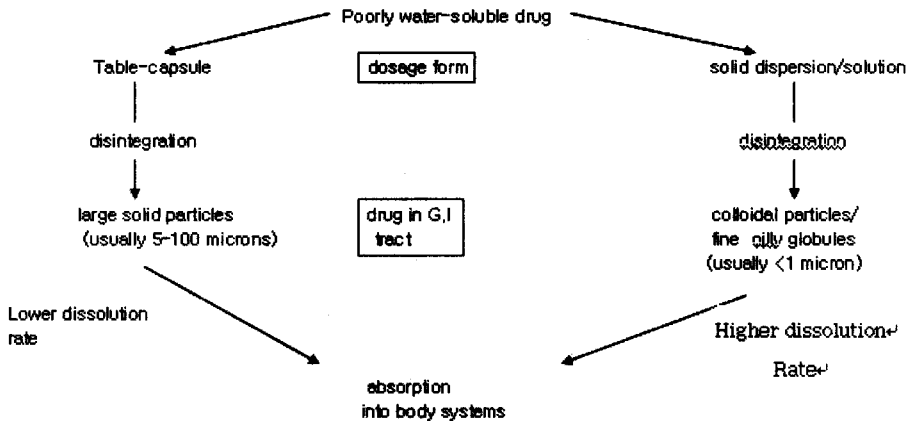 Poorly water-soluble drug
Table-capsule
dosage form
solid dispersion/solution
disintegration
disintegration
large solid particles
(usually 5-100 microns)
drug in G,I
tract
colloidal particles/
fine oilly globules
(usually <1 micron)
Lower dissolution
rate
Higher dissolution↵
Rate↵
absorption
into body systems